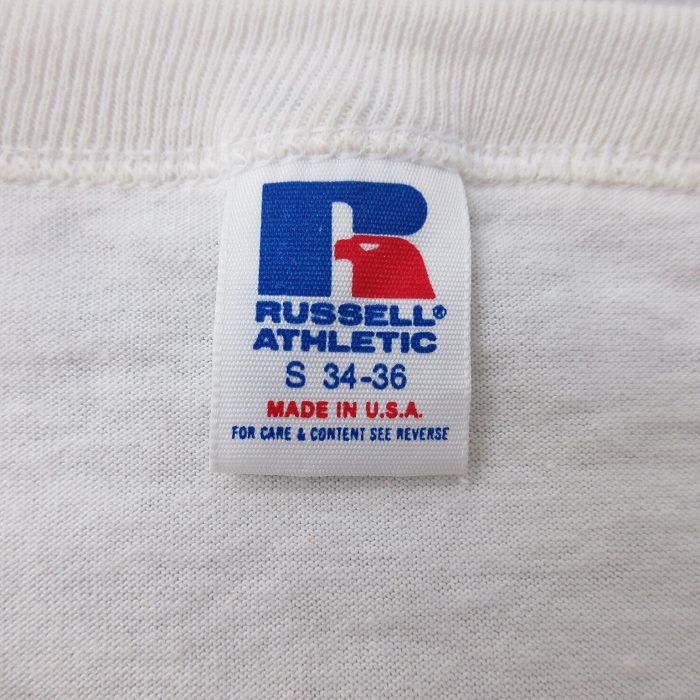 RUSSELL®
ATHLETIC
S 34-36
MADE IN U.S.A.
FOR CARE & CONTENT SEE REVERSE